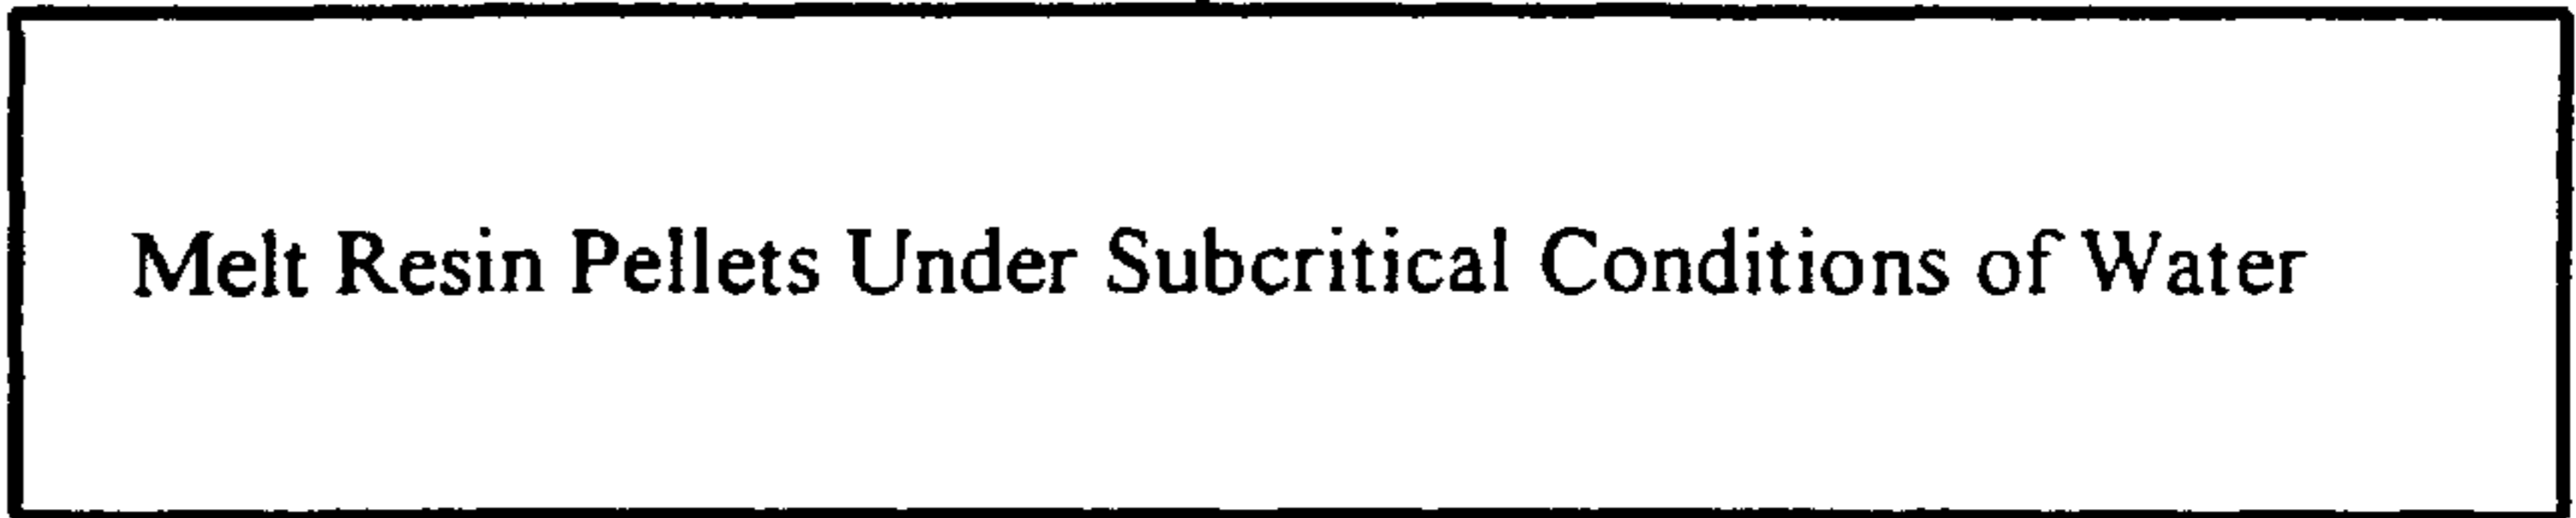 Melt Resin Pellets Under Subcritical Conditions of Water